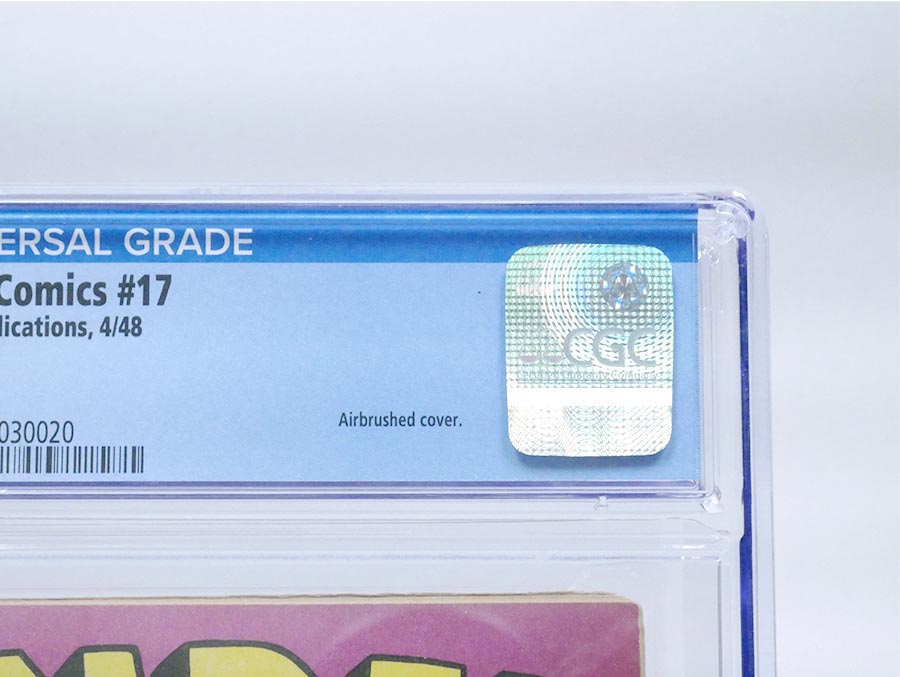 ERSAL GRADE
Comics #17
lications, 4/48
030020
Airbrushed cover.
CGC